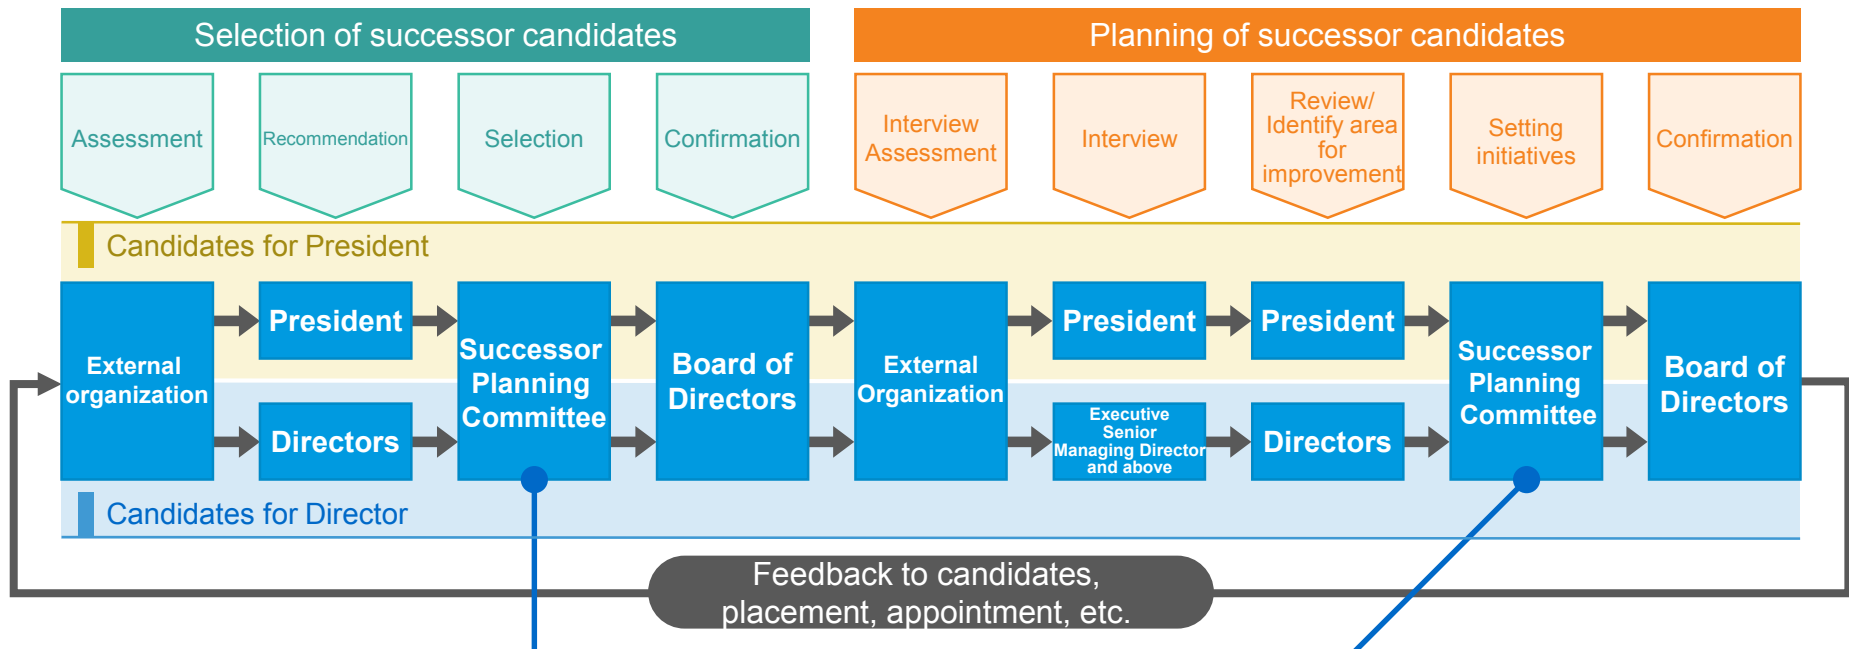 Selection of successor candidates
Planning of successor candidates
Assessment
Recommendation
Selection
Confirmation
Interview
Assessment
Interview
Review/
Identify area
for
improvement
Setting
initiatives
Confirmation
Candidates for President
External
organization
President
Directors
Successor
Planning
Committee
Board of
Directors
External
Organization
President
Executive
Senior
Managing Director
and above
President
Directors
Successor
Planning
Committee
Board of
Directors
Candidates for Director
Feedback to candidates,
placement, appointment, etc.